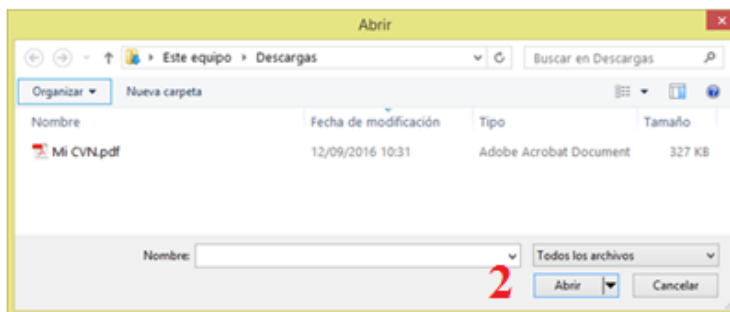 Abrir
Este equipo Descargas Buscar en Descargas
Organizar Nueva carpeta
Nombre Fecha de modificación Tipo Tamaño
Mi CVN.pdf 12/09/2016 10:31 Adobe Acrobat Document 327 KB
Nombre: Todos los archivos
2 Abrir Cancelar